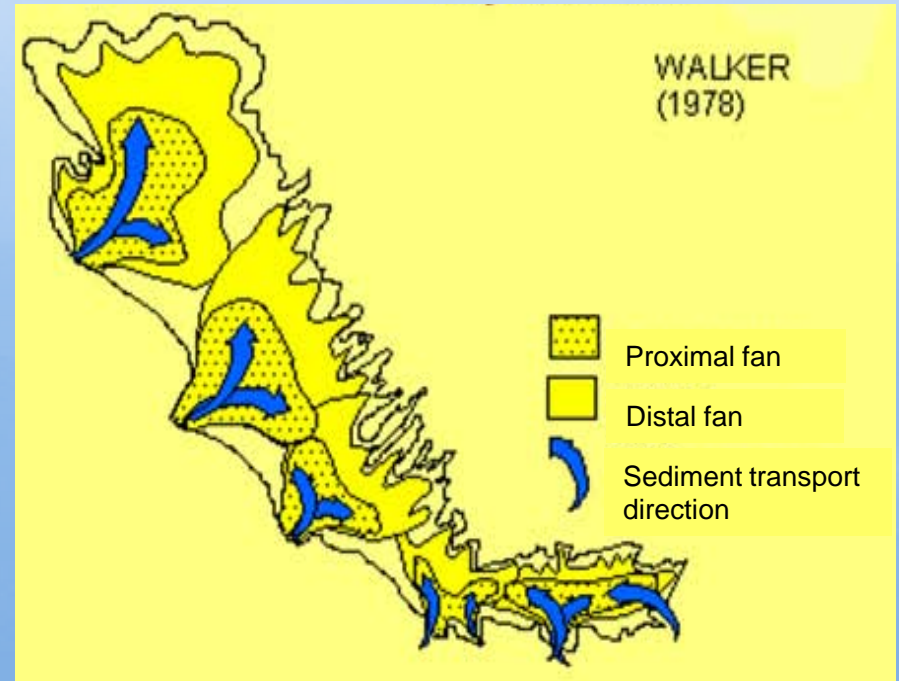 WALKER
(1978)
Proximal fan
Distal fan
Sediment transport
direction